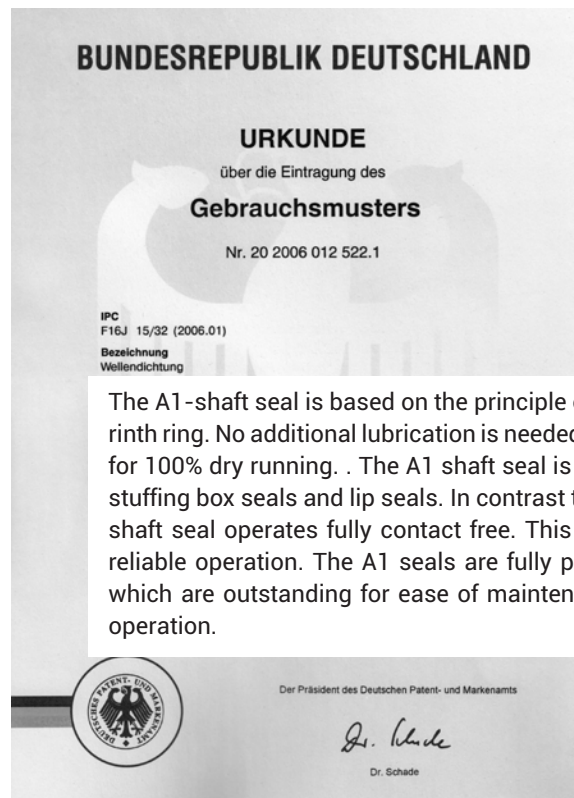 BUNDESREPUBLIK DEUTSCHLAND
URKUNDE
über die Eintragung des
Gebrauchsmusters
Nr. 20 2006 012 522.1
IPC
F16J 15/32 (2006.01)
Bezeichnung
Wellendichtung
The A1-shaft seal is based on the principle
rinth ring. No additional lubrication is needed
for 100% dry running. . The A1 shaft seal is
stuffing box seals and lip seals. In contrast
shaft seal operates fully contact free. This
reliable operation. The A1 seals are fully
which are outstanding for ease of
operation.
DEUTSCHES PATENT- UND MARKENAMT
Der Präsident des Deutschen Patent- und Markenamts
Dr. Schade
Dr. Schade